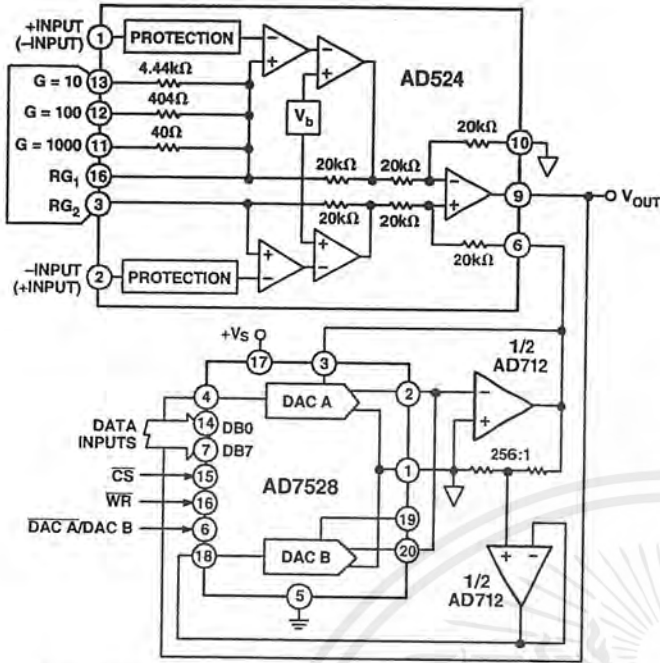 +INPUT
(–INPUT)
1
PROTECTION
AD524
G = 10
13
4.44kΩ
G = 100
12
404Ω
Vb
G = 1000
11
40Ω
20kΩ
10
RG1
16
20kΩ
20kΩ
9
VOUT
RG2
3
20kΩ
20kΩ
6
20kΩ
–INPUT
(+INPUT)
2
PROTECTION
+VS
17
3
1/2
AD712
4
DAC A
2
DATA
INPUTS
14
DB0
7
DB7
256:1
1
CS
15
AD7528
WR
16
19
DAC A/DAC B
6
20
18
DAC B
1/2
AD712
5